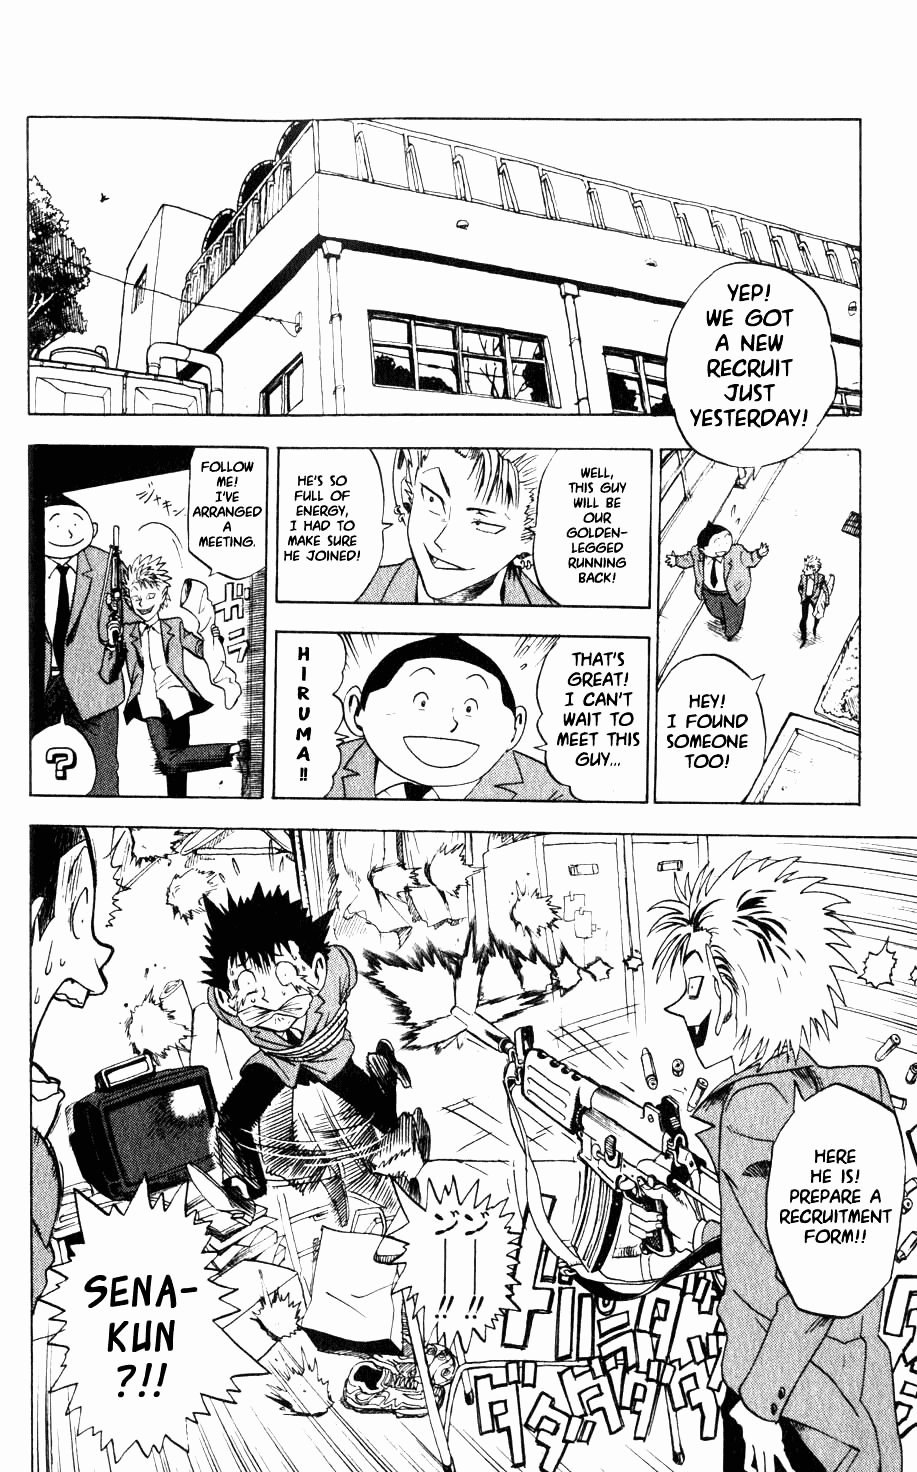 YEP!
WE GOT
A NEW
RECRUIT
JUST
YESTERDAY!
HEY!
I FOUND
SOMEONE
TOO!
WELL,
THIS GUY
WILL BE
OUR
GOLDEN-
LEGGED
RUNNING
BACK!
HE'S SO
FULL OF
ENERGY,
I HAD TO
MAKE SURE
HE JOINED!
THAT'S
GREAT!
I CAN'T
WAIT TO
MEET THIS
GUY...
HIRUMA!!
FOLLOW
ME!
I'VE
ARRANGED
A
MEETING.
?
HERE
HE IS!
PREPARE A
RECRUITMENT
FORM!!
SENA-
KUN
?!!